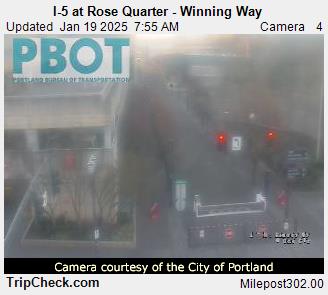 I-5 at Rose Quarter - Winning Way
Updated Jan 19 2025 7:55 AM Camera 4
PBOT
PORTLAND BUREAU OF TRANSPORTATION
Camera courtesy of the City of Portland
TripCheck.com Milepost302.00